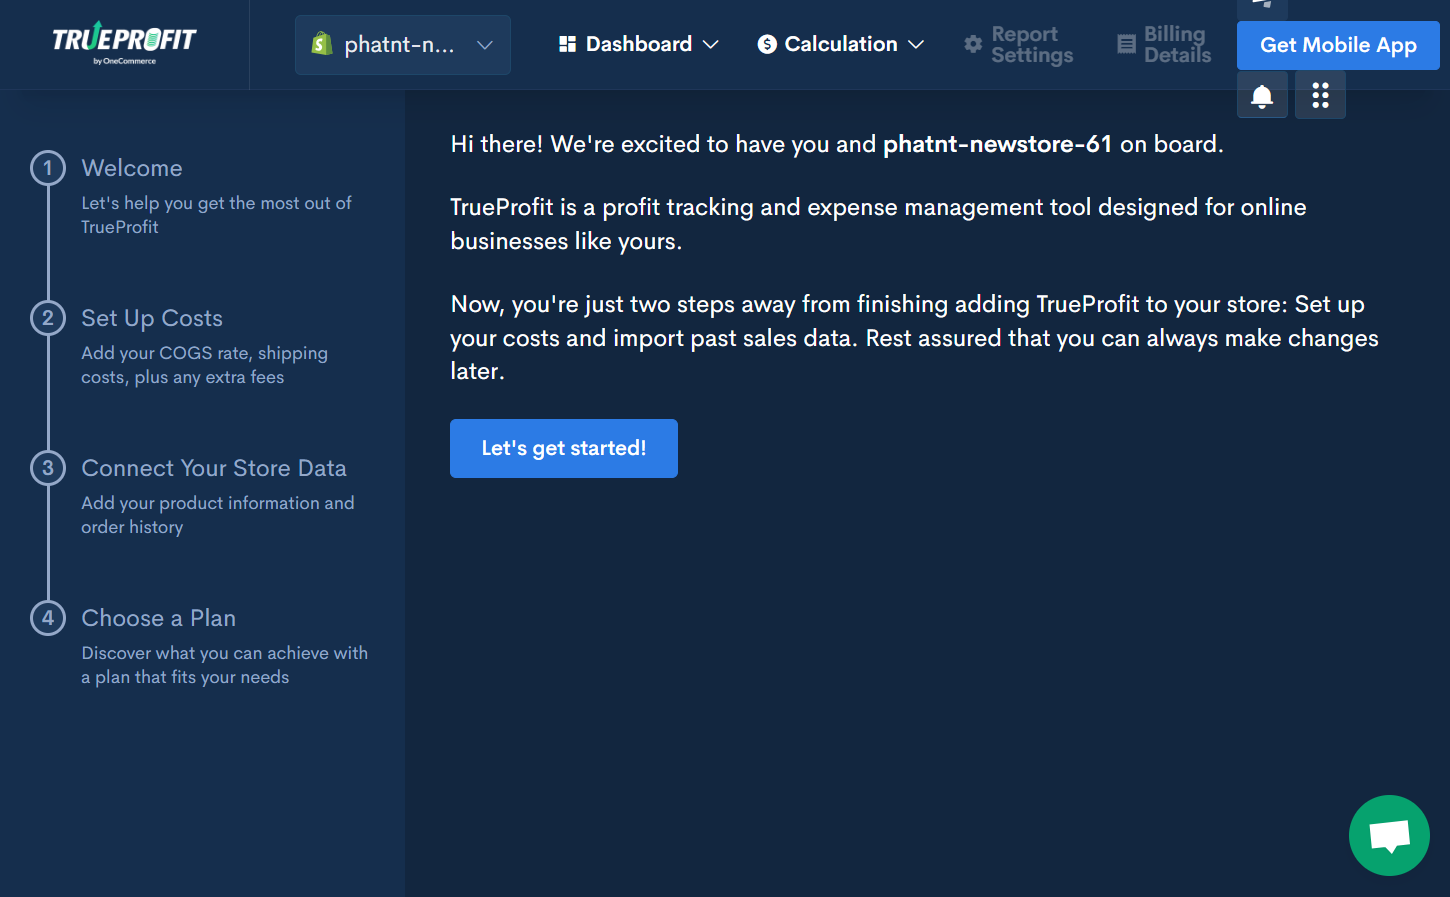 TRUEPROFIT
by OneCommerce
phatnt-n...
Dashboard
Calculation
Report
Settings
Billing
Details
Get Mobile App
1
Welcome
Let's help you get the most out of
TrueProfit
2
Set Up Costs
Add your COGS rate, shipping
costs, plus any extra fees
3
Connect Your Store Data
Add your product information and
order history
4
Choose a Plan
Discover what you can achieve with
a plan that fits your needs
Hi there! We're excited to have you and phatnt-newstore-61 on board.
TrueProfit is a profit tracking and expense management tool designed for online
businesses like yours.
Now, you're just two steps away from finishing adding TrueProfit to your store: Set up
your costs and import past sales data. Rest assured that you can always make changes
later.
Let's get started!